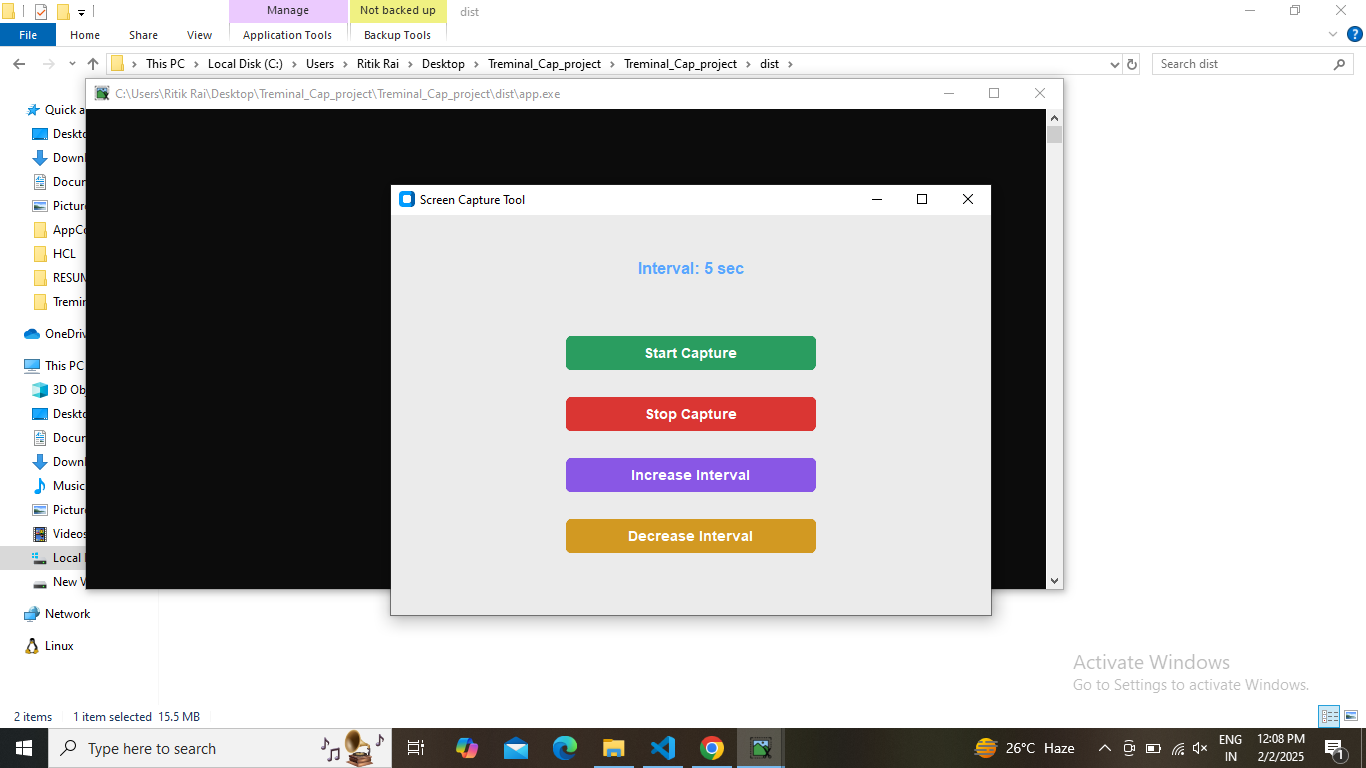 Manage
Not backed up
dist
File
Home
Share
View
Application Tools
Backup Tools
This PC
Local Disk (C:)
Users
Ritik Rai
Desktop
Treminal_Cap_project
Treminal_Cap_project
dist
Search dist
C:\Users\Ritik Rai\Desktop\Treminal_Cap_project\Treminal_Cap_project\dist\app.exe
Quick a
Deskto
Downl
Docum
Picture
AppCo
HCL
RESUM
Tremin
OneDriv
This PC
3D Obj
Deskto
Docum
Downl
Music
Picture
Videos
Local
New V
Network
Linux
Screen Capture Tool
Interval: 5 sec
Start Capture
Stop Capture
Increase Interval
Decrease Interval
Activate Windows
Go to Settings to activate Windows.
2 items
1 item selected 15.5 MB
Type here to search
26°C Haze
ENG
IN
12:08 PM
2/2/2025
1